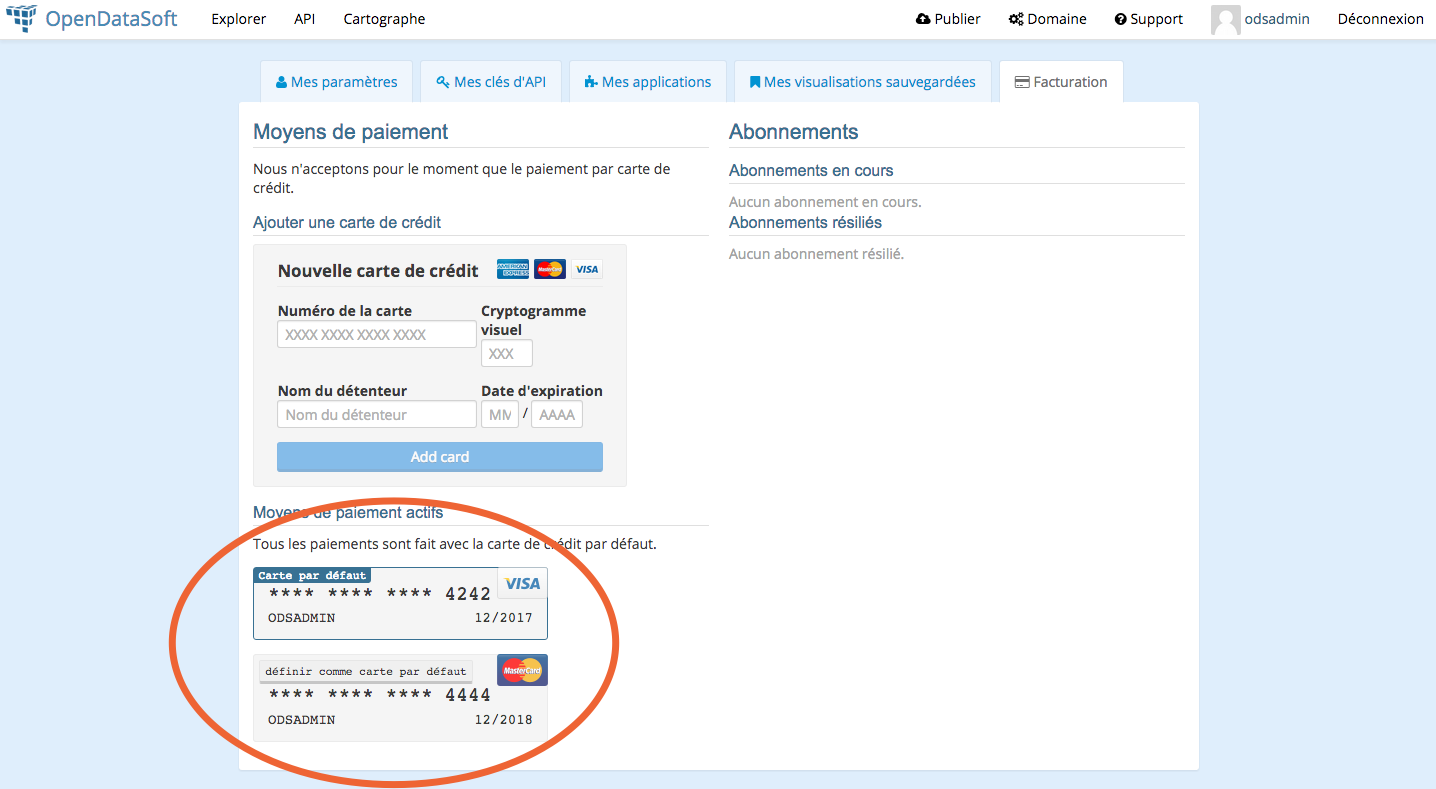 OpenDataSoft
Explorer
API
Cartographe
Publier
Domaine
Support
odsadmin
Déconnexion
Mes paramètres
Mes clés d'API
Mes applications
Mes visualisations sauvegardées
Facturation
Moyens de paiement
Nous n'acceptons pour le moment que le paiement par carte de
crédit.
Ajouter une carte de crédit
Nouvelle carte de crédit
AMERICAN
EXPRESS
MasterCard
VISA
Numéro de la carte
XXXX XXXX XXXX XXXX
Cryptogramme
visuel
XXX
Nom du détenteur
Nom du détenteur
Date d'expiration
MM / AAAA
Add card
Moyens de paiement actifs
Tous les paiements sont fait avec la carte de crédit par défaut.
Carte par défaut
VISA
**** **** **** 4242
ODSADMIN 12/2017
définir comme carte par défaut
MasterCard
**** **** **** 4444
ODSADMIN 12/2018
Abonnements
Abonnements en cours
Aucun abonnement en cours.
Abonnements résiliés
Aucun abonnement résilié.